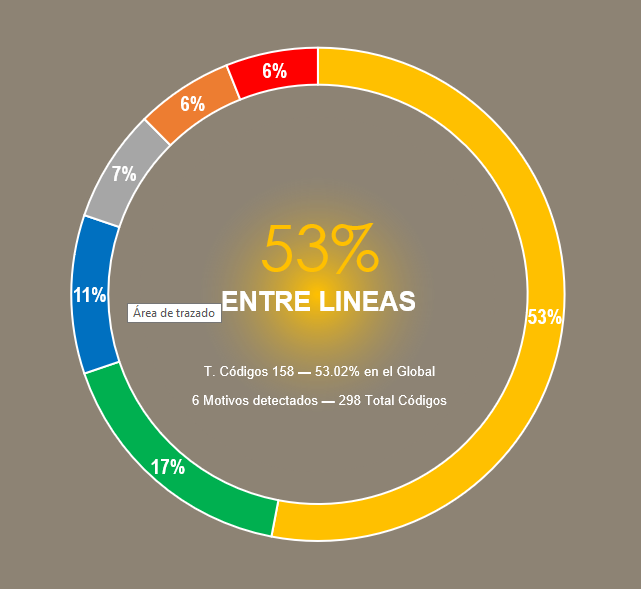 6%
6%
7%
53%
11%
ENTRE LINEAS
Área de trazado
53%
T. Códigos 158 — 53.02% en el Global
6 Motivos detectados — 298 Total Códigos
17%